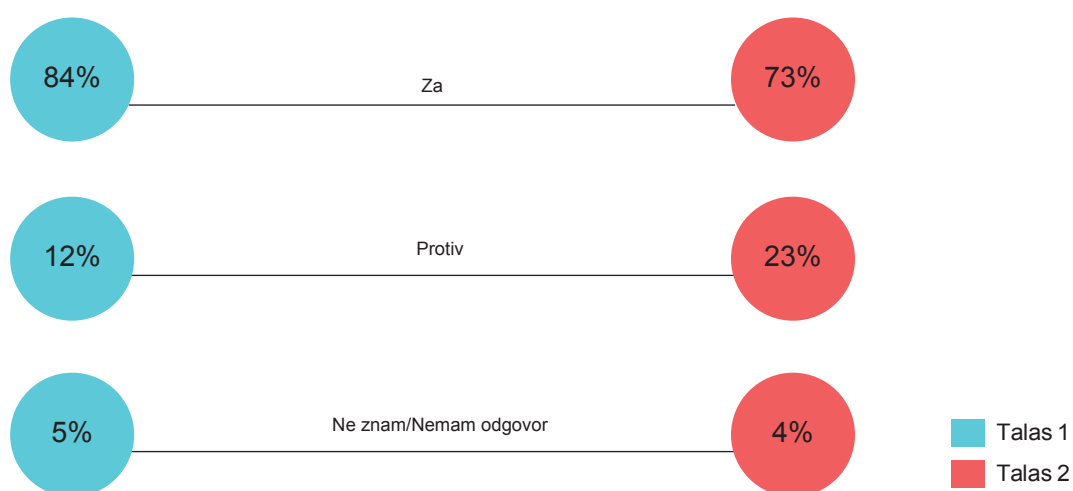 84%
Za
73%
12%
Protiv
23%
5%
Ne znam/Nemam odgovor
4%
Talas 1
Talas 2